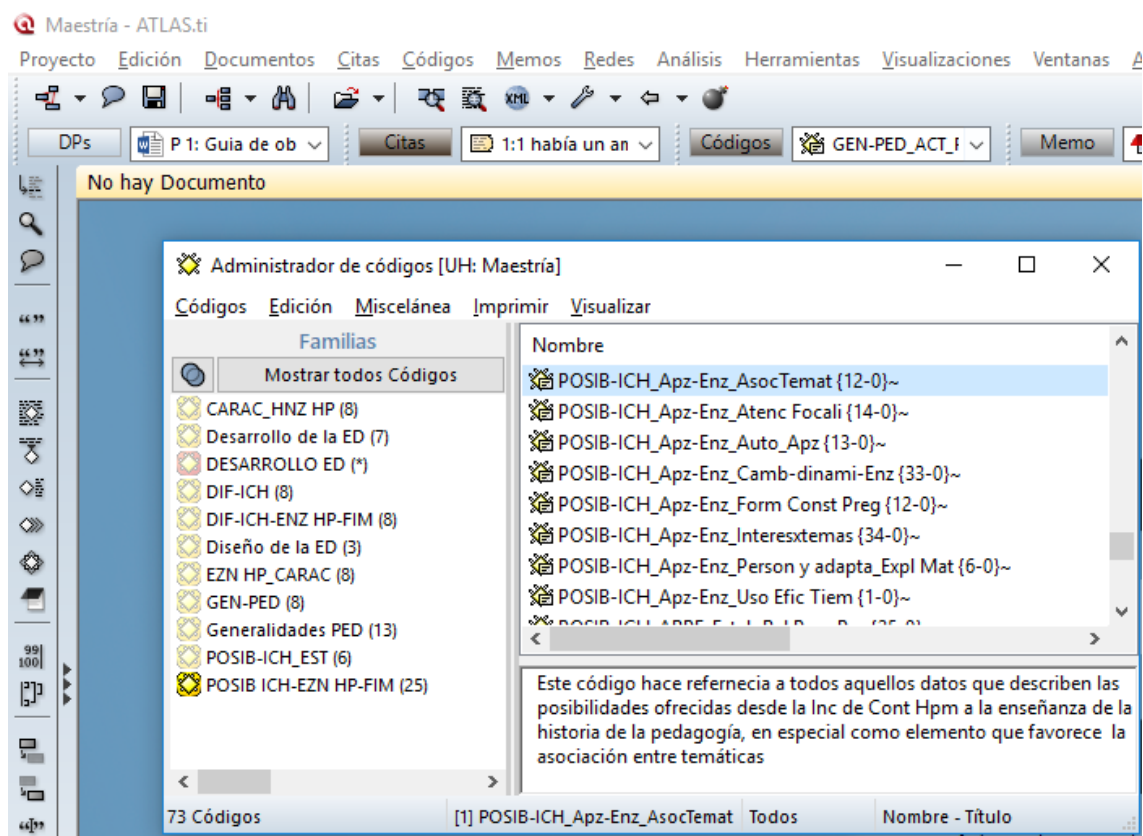 Maestría - ATLAS.ti
Proyecto Edición Documentos Citas Códigos Memos Redes Análisis Herramientas Visualizaciones Ventanas A
XML
DPs P 1: Guia de ob Citas 1:1 había un an Códigos GEN-PED_ACT_F Memo
No hay Documento
Administrador de códigos [UH: Maestría]
Códigos Edición Miscelánea Imprimir Visualizar
Familias
Mostrar todos Códigos
CARAC_HNZ HP (8)
Desarrollo de la ED (7)
DESARROLLO ED (*)
DIF-ICH (8)
DIF-ICH-ENZ HP-FIM (8)
Diseño de la ED (3)
EZN HP_CARAC (8)
GEN-PED (8)
Generalidades PED (13)
POSIB-ICH_EST (6)
POSIB ICH-EZN HP-FIM (25)
Nombre
POSIB-ICH_Apz-Enz_AsocTemat {12-0}~
POSIB-ICH_Apz-Enz_Atenc Focali {14-0}~
POSIB-ICH_Apz-Enz_Auto_Apz {13-0}~
POSIB-ICH_Apz-Enz_Camb-dinami-Enz {33-0}~
POSIB-ICH_Apz-Enz_Form Const Preg {12-0}~
POSIB-ICH_Apz-Enz_Interesxtemas {34-0}~
POSIB-ICH_Apz-Enz_Person y adapta_Expl Mat {6-0}~
POSIB-ICH_Apz-Enz_Uso Efic Tiem {1-0}~
Este código hace refernecia a todos aquellos datos que describen las
posibilidades ofrecidas desde la Inc de Cont Hpm a la enseñanza de la
historia de la pedagogía, en especial como elemento que favorece la
asociación entre temáticas
73 Códigos [1] POSIB-ICH_Apz-Enz_AsocTemat Todos Nombre - Título
99
100